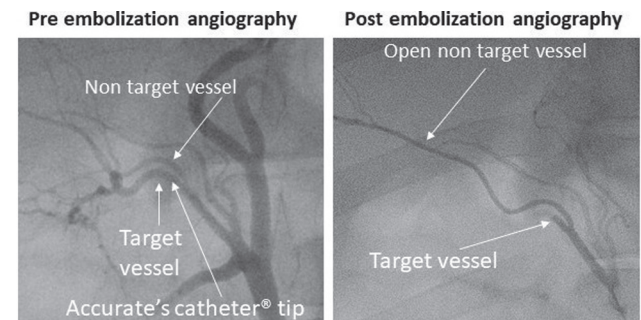 Pre embolization angiography
Post embolization angiography
Non target vessel
Target
vessel
Accurate's catheter® tip
Open non target vessel
Target vessel